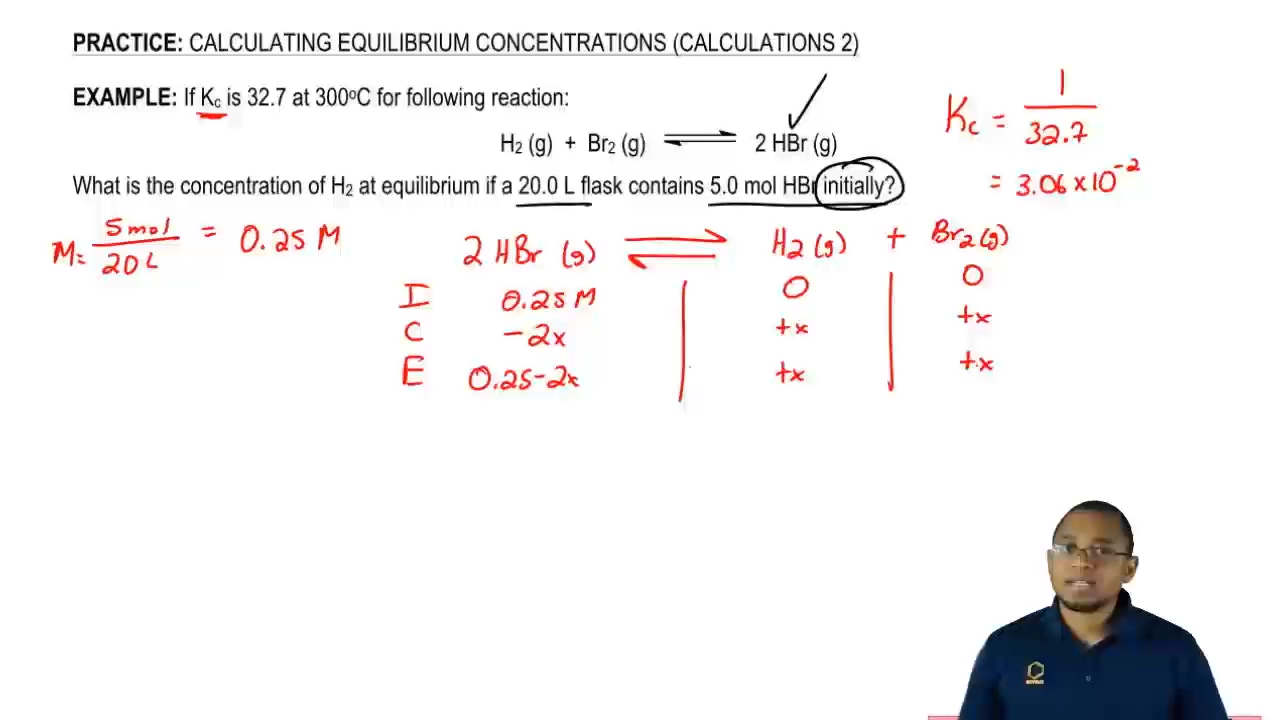 PRACTICE: CALCULATING EQUILIBRIUM CONCENTRATIONS (CALCULATIONS 2)
EXAMPLE: If Kc is 32.7 at 300oC for following reaction:
H2 (g) + Br2 (g) ⇌ 2 HBr (g)
What is the concentration of H2 at equilibrium if a 20.0 L flask contains 5.0 mol HBr initially?
Kc = 1/32.7
= 3.06 x 10^-2
M = 5 mol/20 L = 0.25 M
2 HBr (g) ⇌ H2 (g) + Br2 (g)
I 0.25 M 0 0
C -2x +x +x
E 0.25-2x +x +x